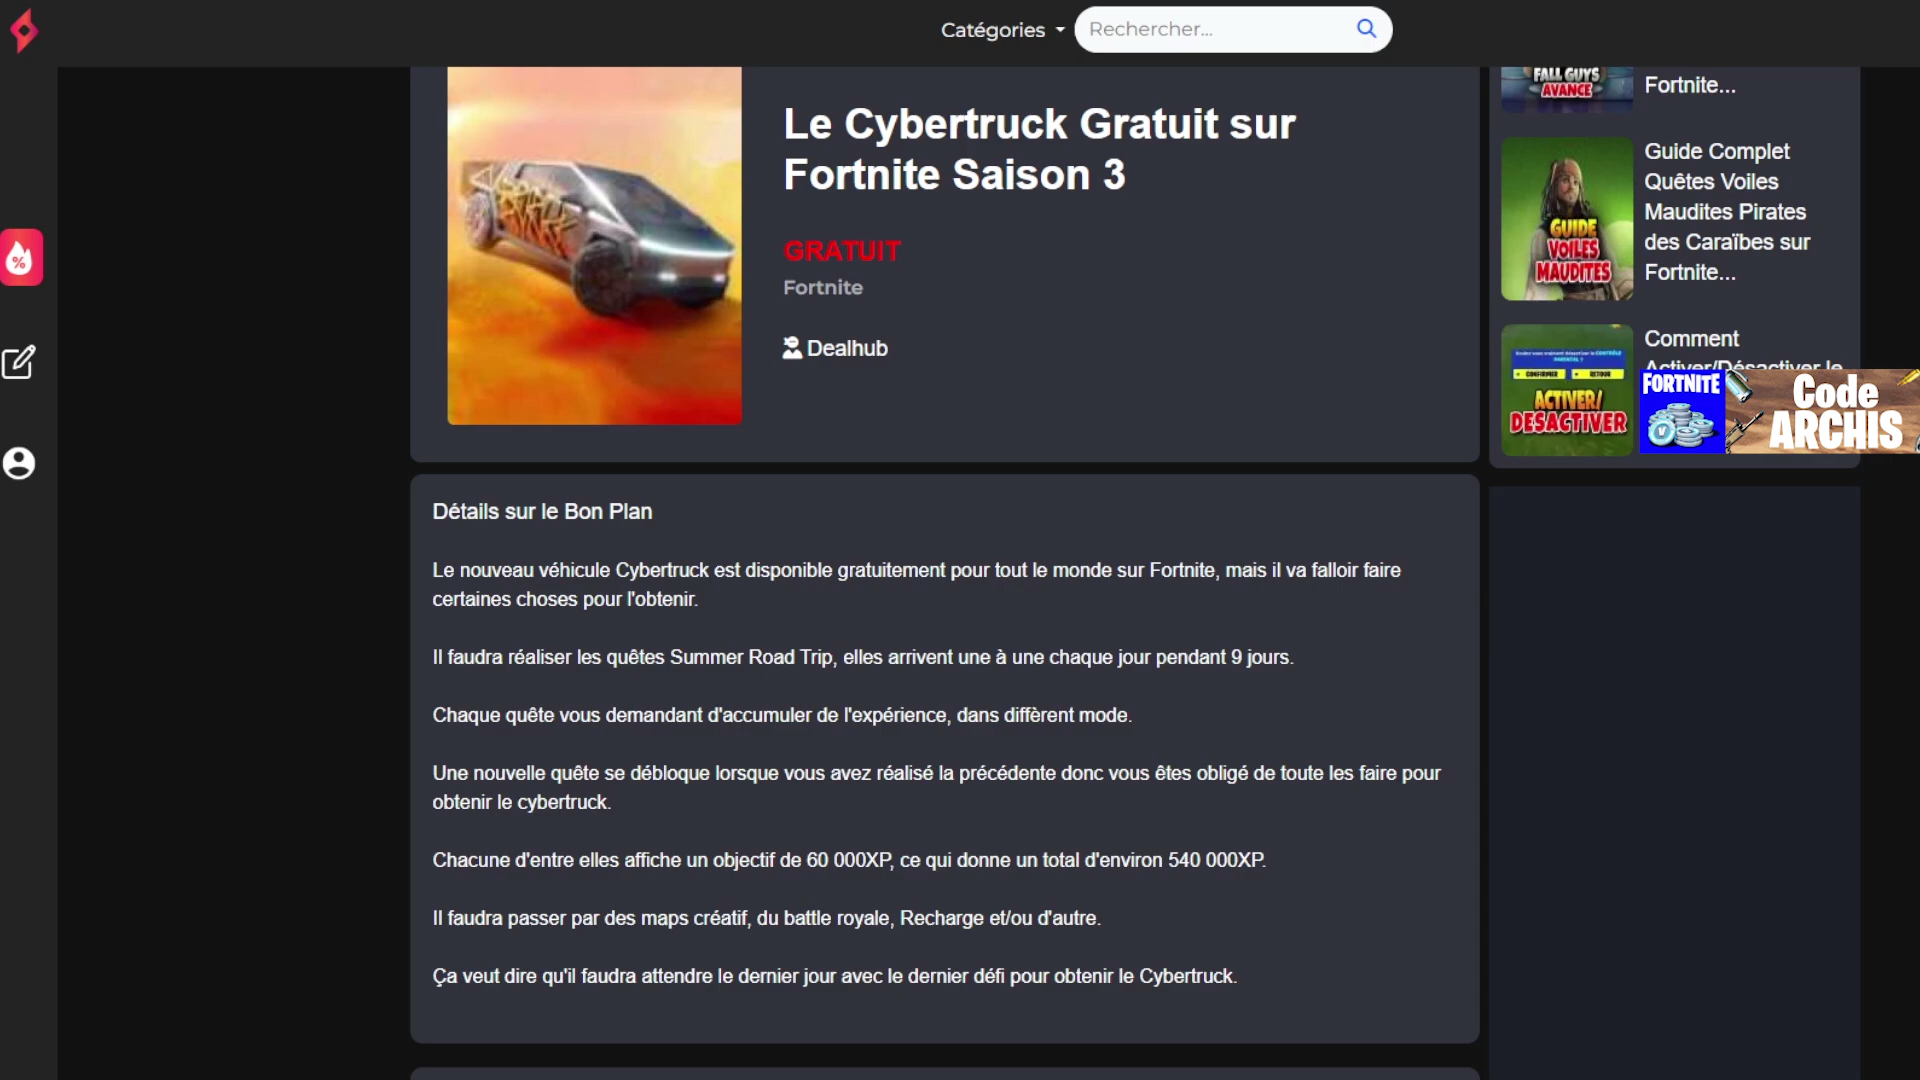 Catégories
Rechercher...
Le Cybertruck Gratuit sur
Fortnite Saison 3
GRATUIT
Fortnite
Dealhub
Détails sur le Bon Plan
Le nouveau véhicule Cybertruck est disponible gratuitement pour tout le monde sur Fortnite, mais il va falloir faire
certaines choses pour l'obtenir.
Il faudra réaliser les quêtes Summer Road Trip, elles arrivent une à une chaque jour pendant 9 jours.
Chaque quête vous demandant d'accumuler de l'expérience, dans diffèrent mode.
Une nouvelle quête se débloque lorsque vous avez réalisé la précédente donc vous êtes obligé de toute les faire pour
obtenir le cybertruck.
Chacune d'entre elles affiche un objectif de 60 000XP, ce qui donne un total d'environ 540 000XP.
Il faudra passer par des maps créatif, du battle royale, Recharge et/ou d'autre.
Ça veut dire qu'il faudra attendre le dernier jour avec le dernier défi pour obtenir le Cybertruck.
FALL GUYS
AVANCE
Fortnite...
GUIDE
VOILES
MAUDITES
Guide Complet
Quêtes Voiles
Maudites Pirates
des Caraïbes sur
Fortnite...
CONFIRMER
RETOUR
ACTIVER/
DESACTIVER
Comment
Activer/Désactiver le
FORTNITE
Code
ARCHIS